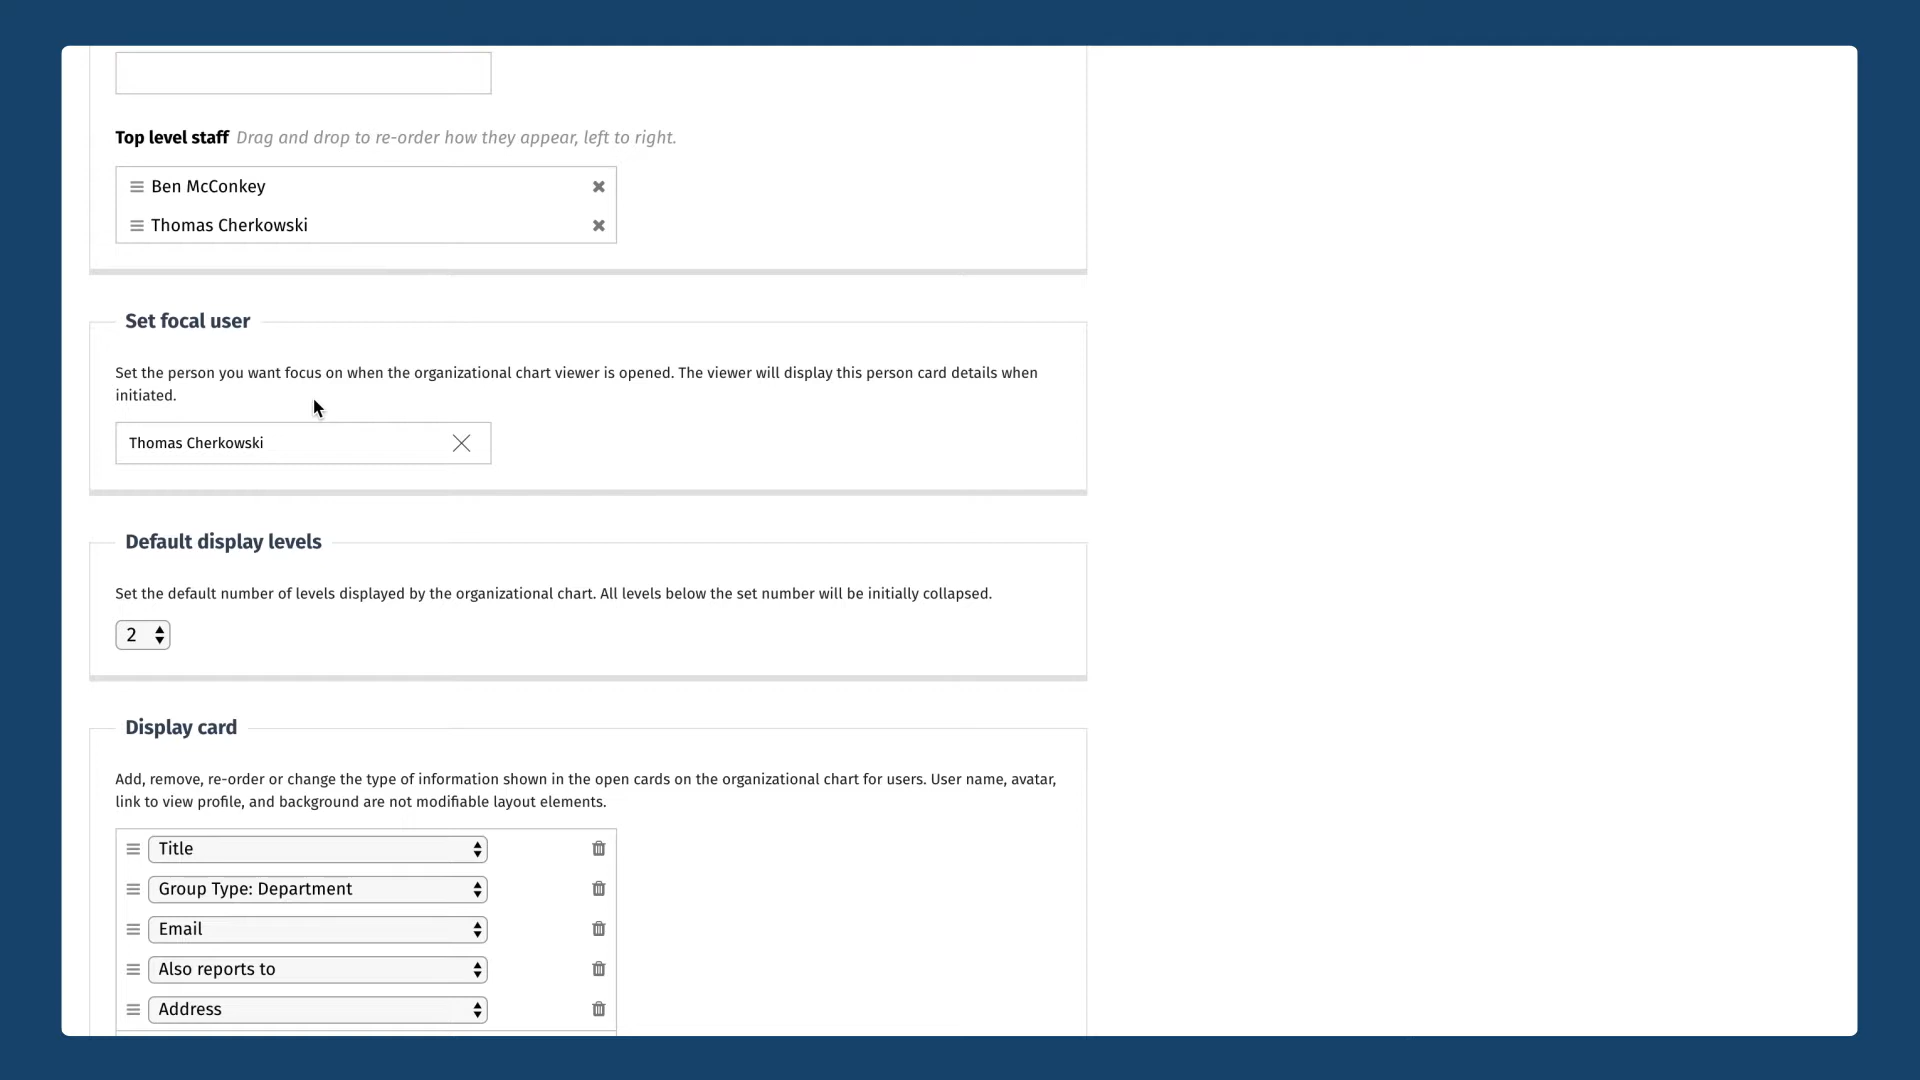 Top level staff Drag and drop to re-order how they appear, left to right.
Ben McConkey
Thomas Cherkowski
Set focal user
Set the person you want focus on when the organizational chart viewer is opened. The viewer will display this person card details when
initiated.
Thomas Cherkowski
Default display levels
Set the default number of levels displayed by the organizational chart. All levels below the set number will be initially collapsed.
2
Display card
Add, remove, re-order or change the type of information shown in the open cards on the organizational chart for users. User name, avatar,
link to view profile, and background are not modifiable layout elements.
Title
Group Type: Department
Email
Also reports to
Address